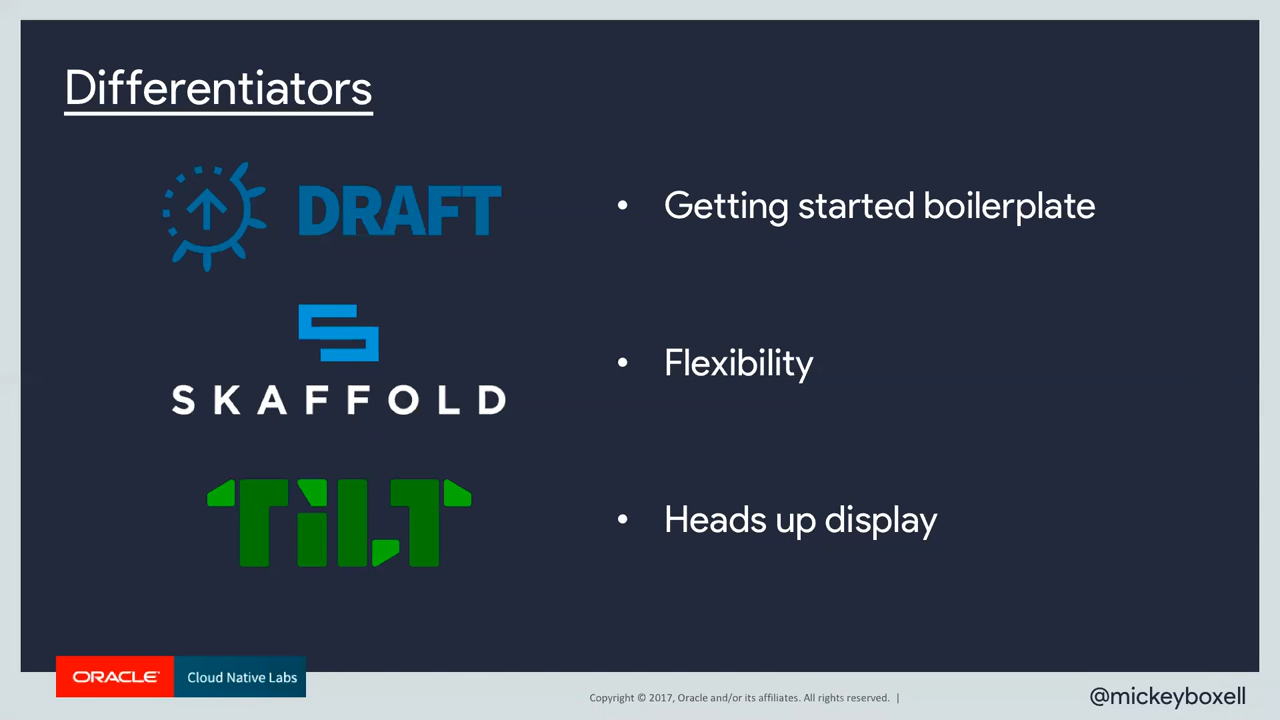 Differentiators
DRAFT
• Getting started boilerplate
SKAFFOLD
• Flexibility
TiLT
• Heads up display
ORACLE Cloud Native Labs
Copyright © 2017, Oracle and/or its affiliates. All rights reserved. |
@mickeyboxell